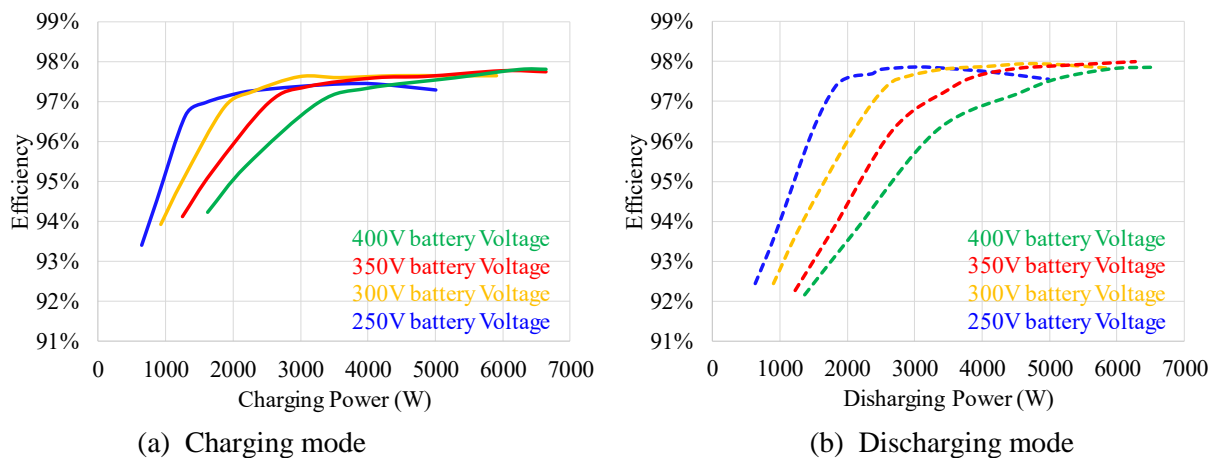 99%
98%
97%
96%
95%
94%
93%
92%
91%
Efficiency
400V battery Voltage
350V battery Voltage
300V battery Voltage
250V battery Voltage
0 1000 2000 3000 4000 5000 6000 7000
Charging Power (W)
(a) Charging mode
99%
98%
97%
96%
95%
94%
93%
92%
91%
Efficiency
400V battery Voltage
350V battery Voltage
300V battery Voltage
250V battery Voltage
0 1000 2000 3000 4000 5000 6000 7000
Disharging Power (W)
(b) Discharging mode